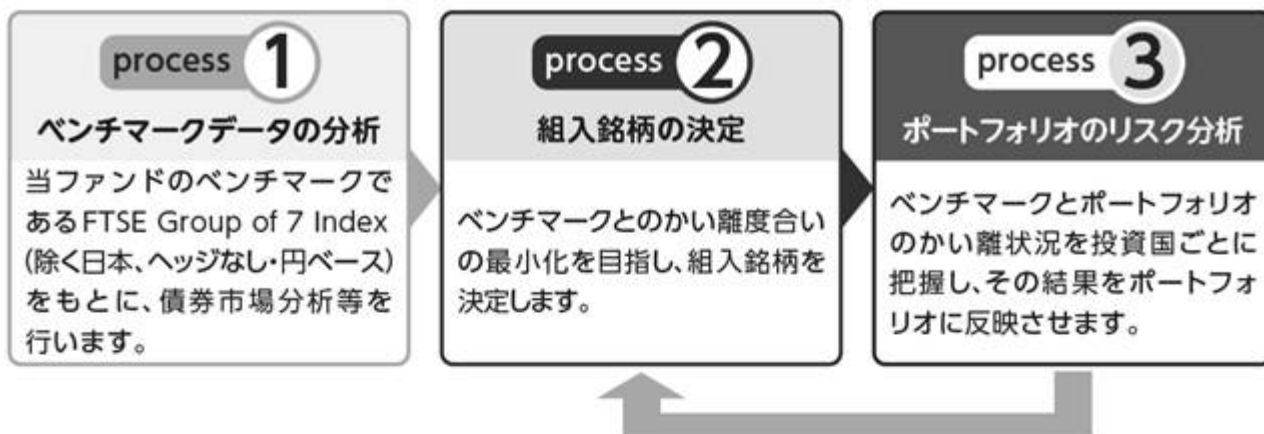 process 1
ベンチマークデータの分析
当ファンドのベンチマークで
あるFTSE Group of 7 Index
(除く日本、ヘッジなし・円ベース)
をもとに、債券市場分析等を
行います。
process 2
組入銘柄の決定
ベンチマークとのかい離度合い
の最小化を目指し、組入銘柄を
決定します。
process 3
ポートフォリオのリスク分析
ベンチマークとポートフォリオ
のかい離状況を投資国ごとに
把握し、その結果をポートフォ
リオに反映させます。